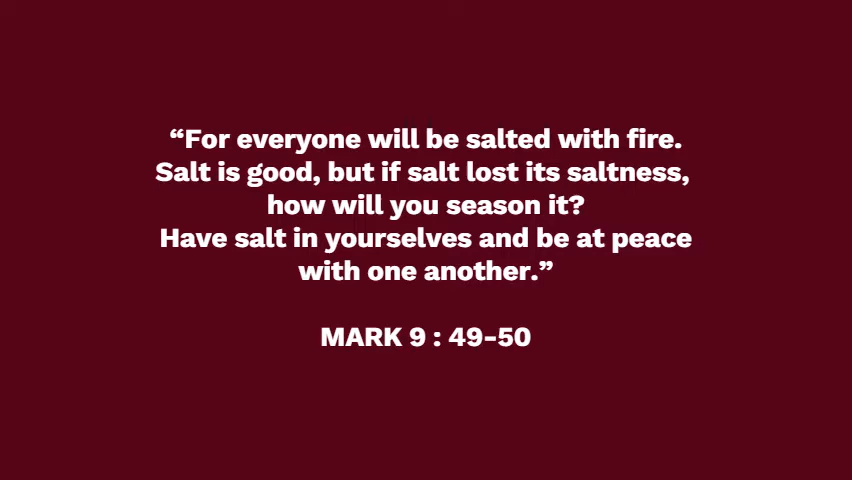 “For everyone will be salted with fire.
Salt is good, but if salt lost its saltness,
how will you season it?
Have salt in yourselves and be at peace
with one another.”
MARK 9 : 49-50